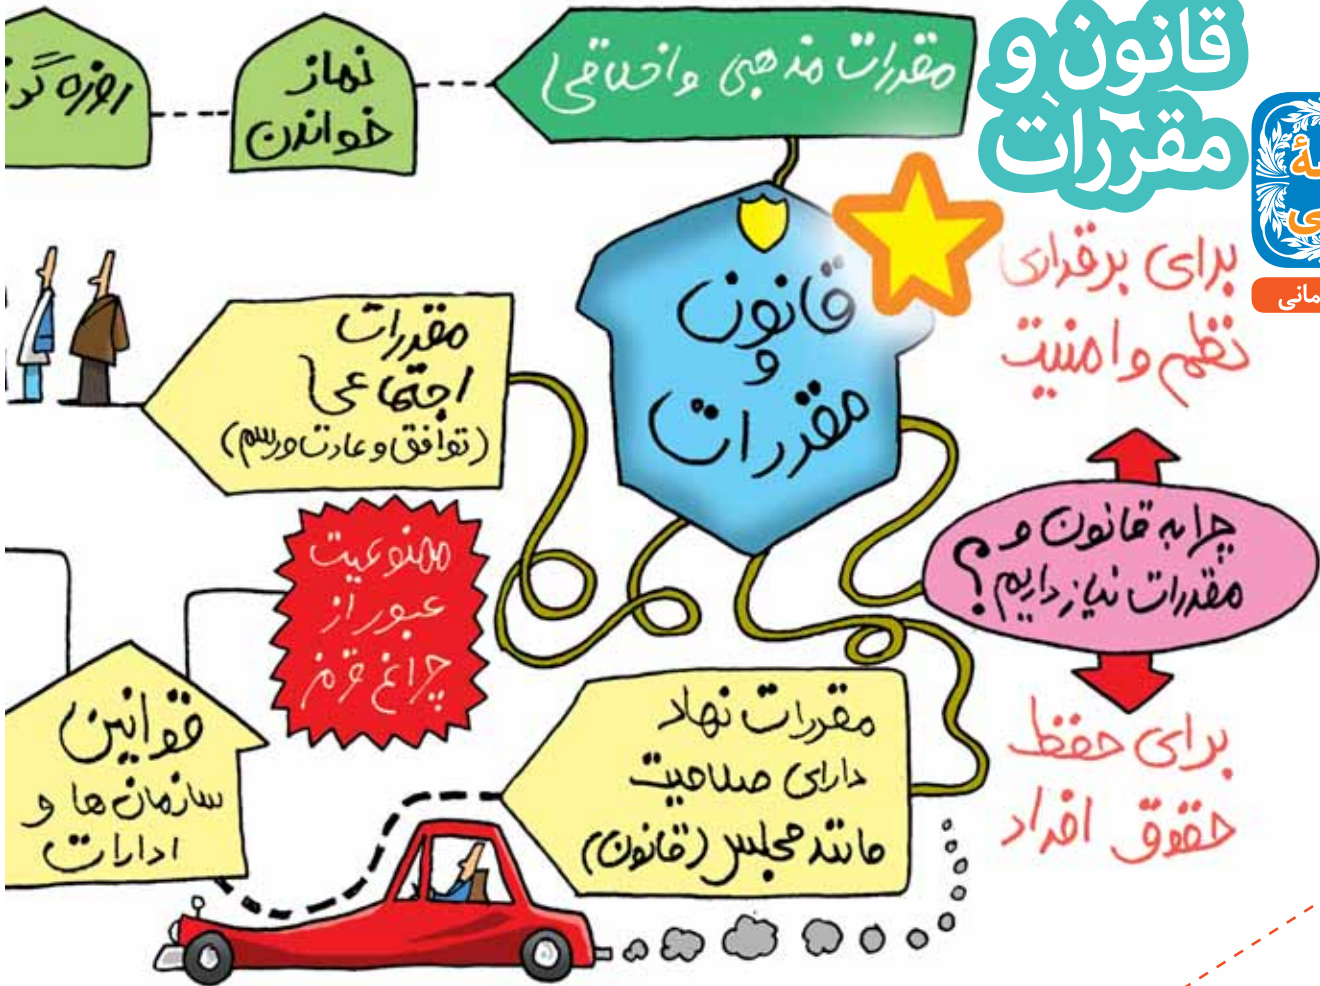 قانون و
مقررات
برای برقراری
نظم و امنیت
چرا به قانون و
مقررات نیاز داریم؟
برای حفظ
حقوق افراد
قانون
و
مقررات
مقررات مذهبی و اخلاقی
نماز
خواندن
روزه
مقررات
اجتماعی
(توافق و عادت و رسم)
ممنوعیت
عبور از
چراغ قرمز
مقررات نهاد
دارای صلاحیت
مانند مجلس (قانون)
قوانین
سازمان ها و
ادارات